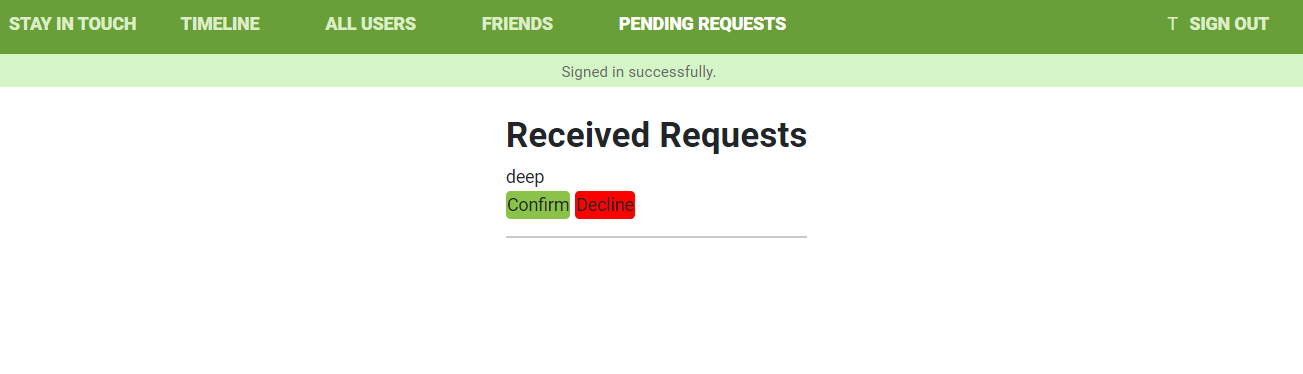 STAY IN TOUCH TIMELINE ALL USERS FRIENDS PENDING REQUESTS T SIGN OUT
Signed in successfully.
Received Requests
deep
Confirm Decline